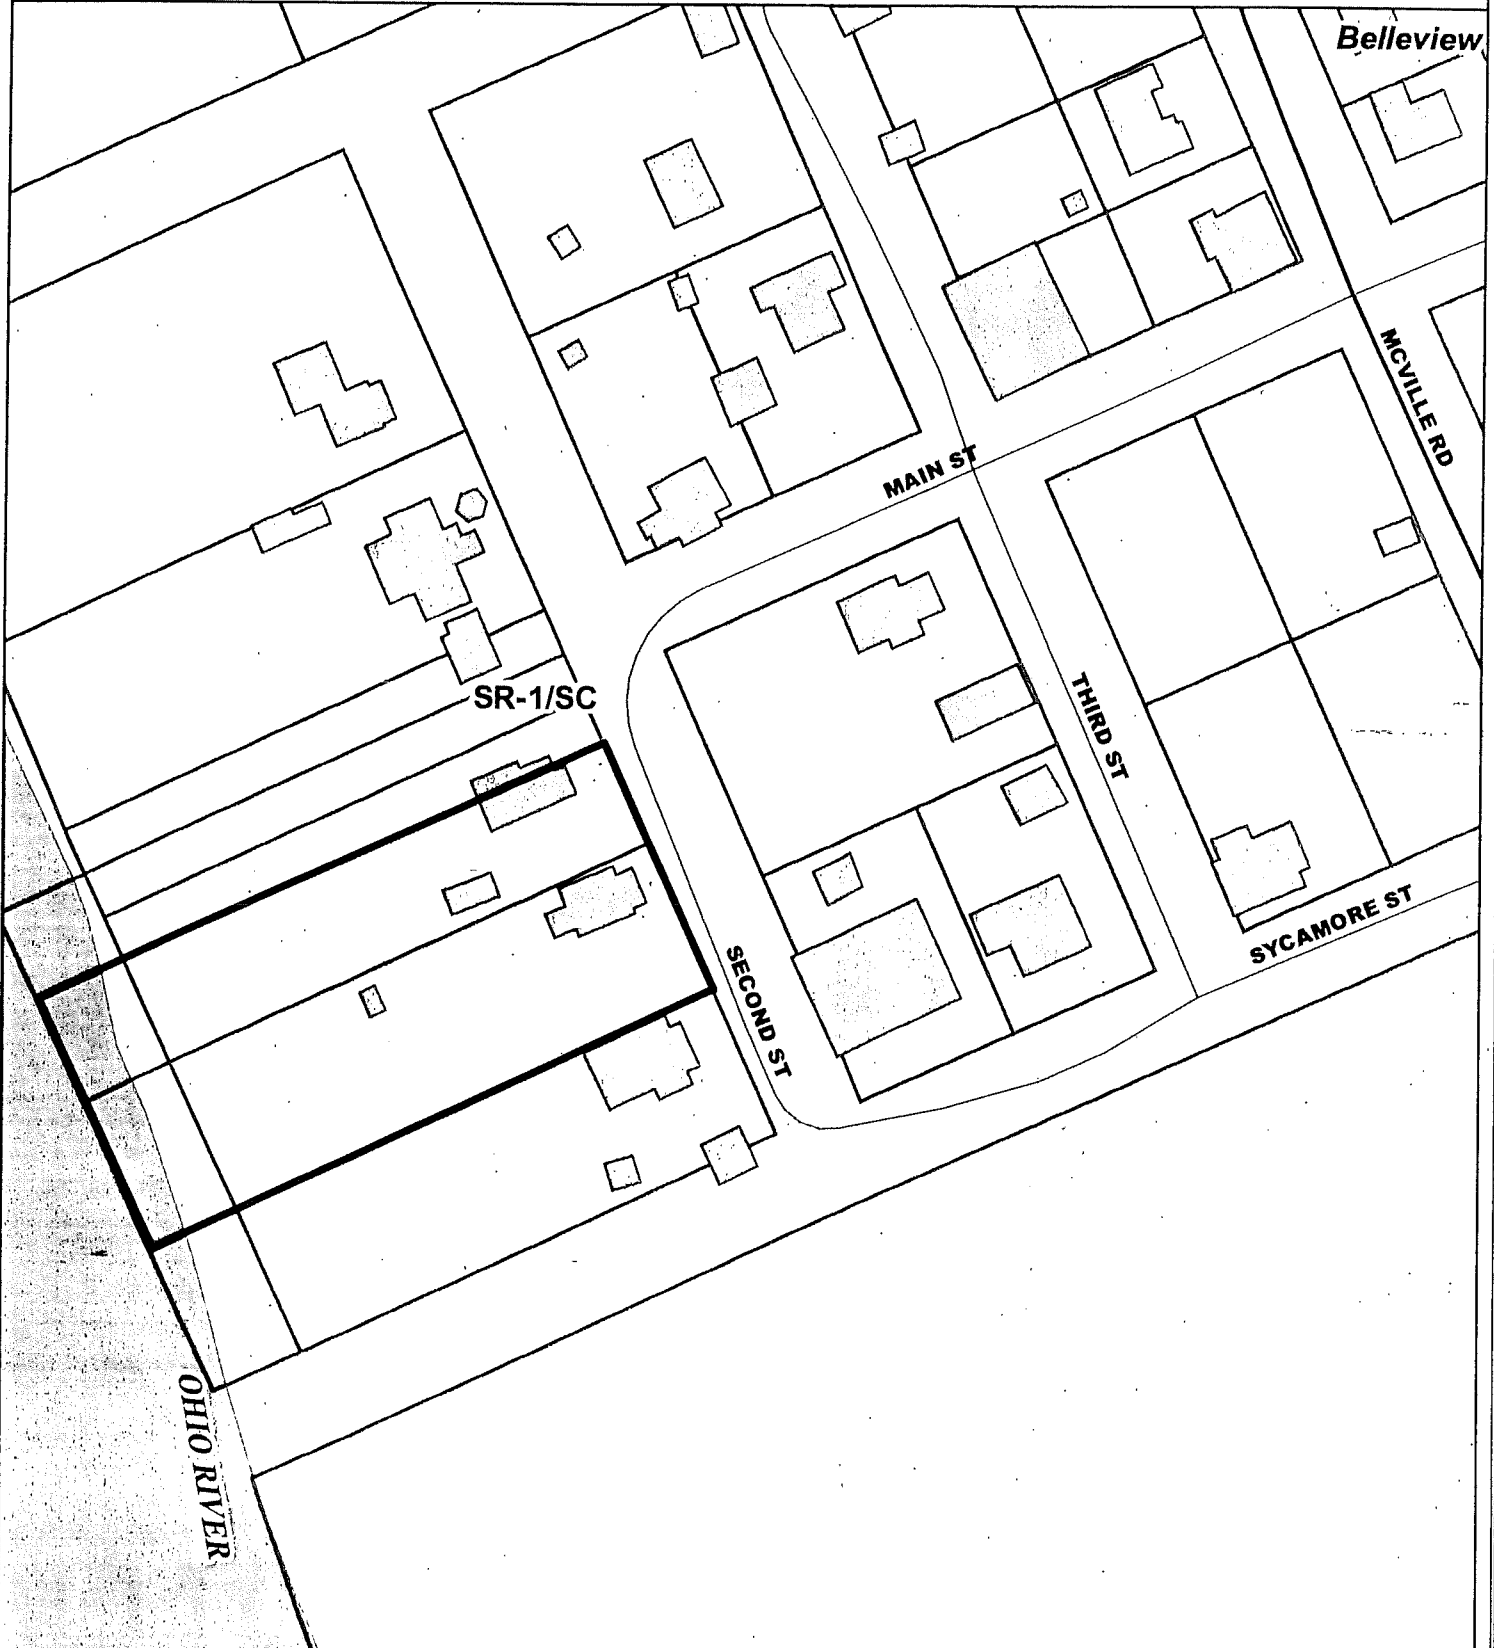 Belleview
MCVILLE RD
MAIN ST
SR-1/SC
THIRD ST
SYCAMORE ST
SECOND ST
OHIO RIVER